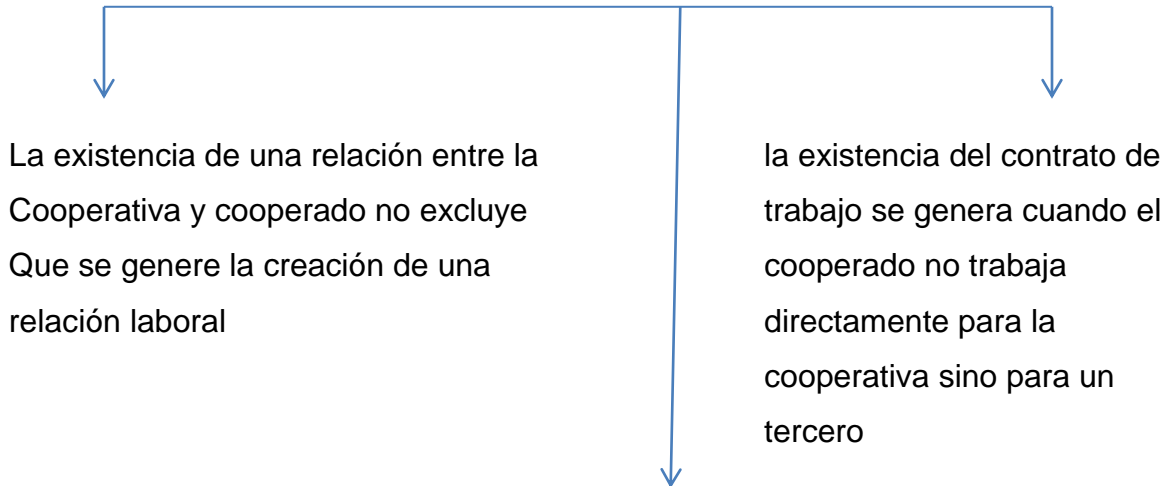 La existencia de una relación entre la
Cooperativa y cooperado no excluye
Que se genere la creación de una
relación laboral
la existencia del contrato de
trabajo se genera cuando el
cooperado no trabaja
directamente para la
cooperativa sino para un
tercero